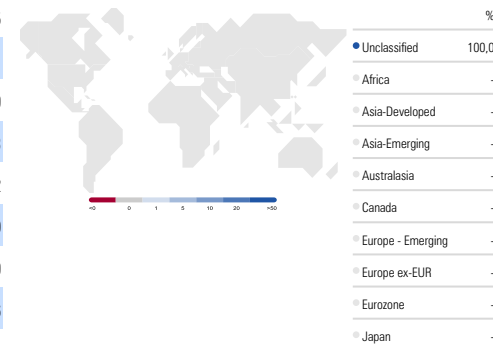 %
Unclassified 100,0
Africa -
Asia-Developed -
Asia-Emerging -
Australasia -
Canada -
Europe - Emerging -
Europe ex-EUR -
Eurozone -
Japan -
<0 0 1 5 10 20 >50